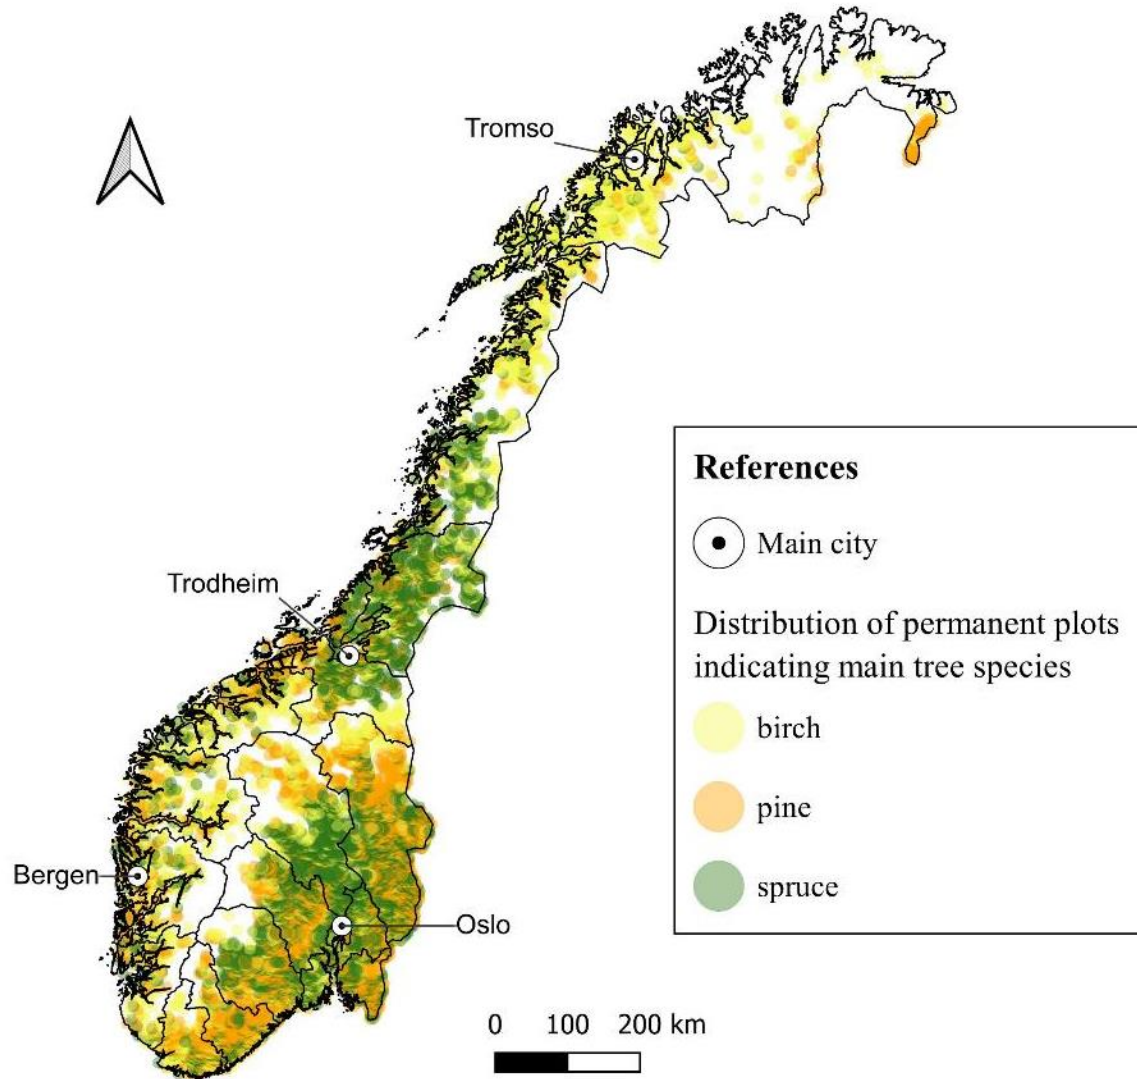 Tromso
Trodheim
Bergen
Oslo
References
Main city
Distribution of permanent plots
indicating main tree species
birch
pine
spruce
0 100 200 km